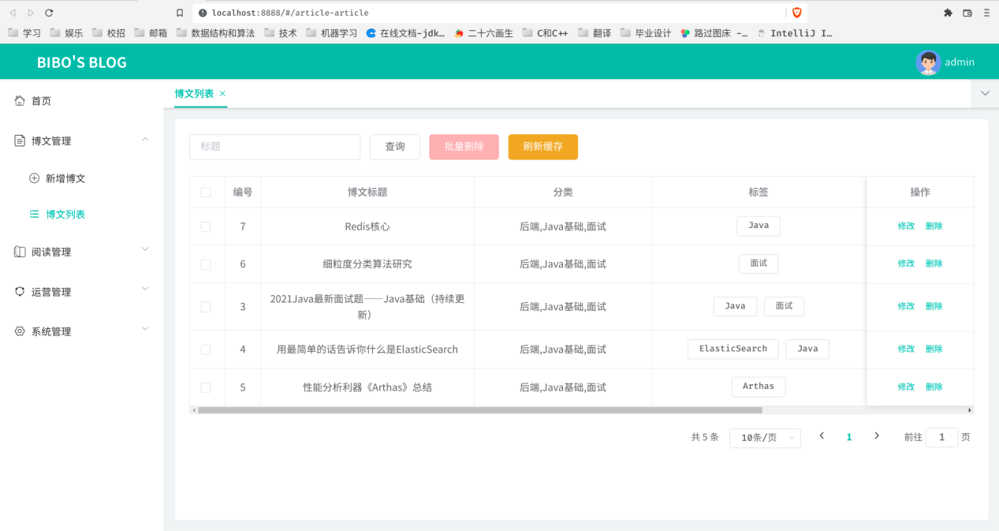 localhost:8888/#/article-article
学习 娱乐 校招 邮箱 数据结构和算法 技术 机器学习 在线文档-jdk… 二十六画生 C和C++ 翻译 毕业设计 路过图床 -… IntelliJ I…
BIBO'S BLOG admin
首页
博文管理
新增博文
博文列表
阅读管理
运营管理
系统管理
博文列表 ×
标题 查询 批量删除 刷新缓存
编号 博文标题 分类 标签 操作
7 Redis核心 后端,Java基础,面试 Java 修改 删除
6 细粒度分类算法研究 后端,Java基础,面试 面试 修改 删除
3 2021Java最新面试题——Java基础（持续更
新） 后端,Java基础,面试 Java 面试 修改 删除
4 用最简单的话告诉你什么是ElasticSearch 后端,Java基础,面试 ElasticSearch Java 修改 删除
5 性能分析利器《Arthas》总结 后端,Java基础,面试 Arthas 修改 删除
共 5 条 10条/页 1 前往 1 页